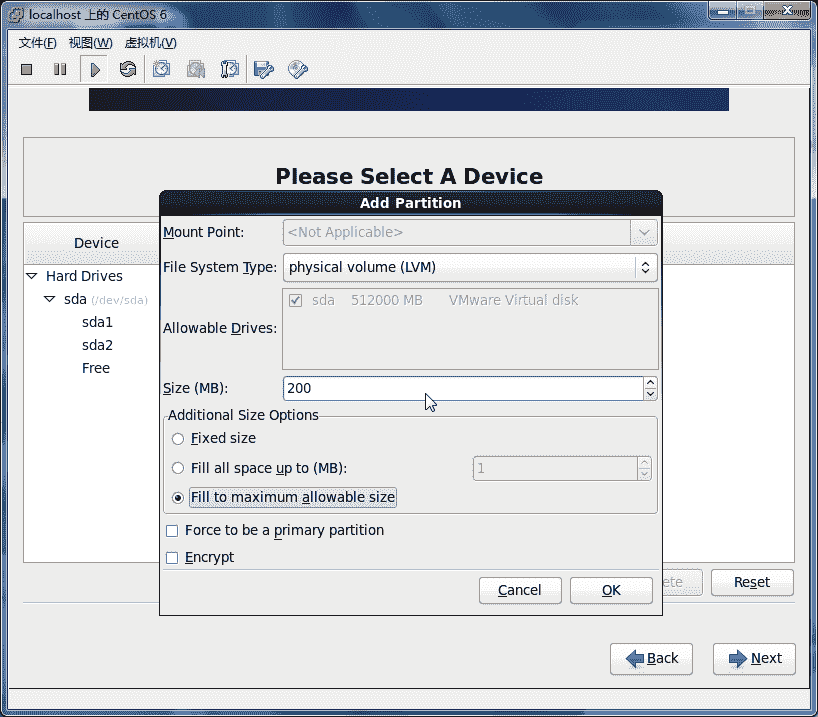 localhost 上的 CentOS 6
文件(F) 视图(W) 虚拟机(V)
Please Select A Device
Add Partition
Mount Point: <Not Applicable>
File System Type: physical volume (LVM)
Device
Hard Drives
sda (/dev/sda)
sda1
sda2
Free
Allowable Drives: sda 512000 MB VMware Virtual disk
Size (MB): 200
Additional Size Options
Fixed size
Fill all space up to (MB): 1
Fill to maximum allowable size
Force to be a primary partition
Encrypt
Cancel OK
ete Reset
Back Next